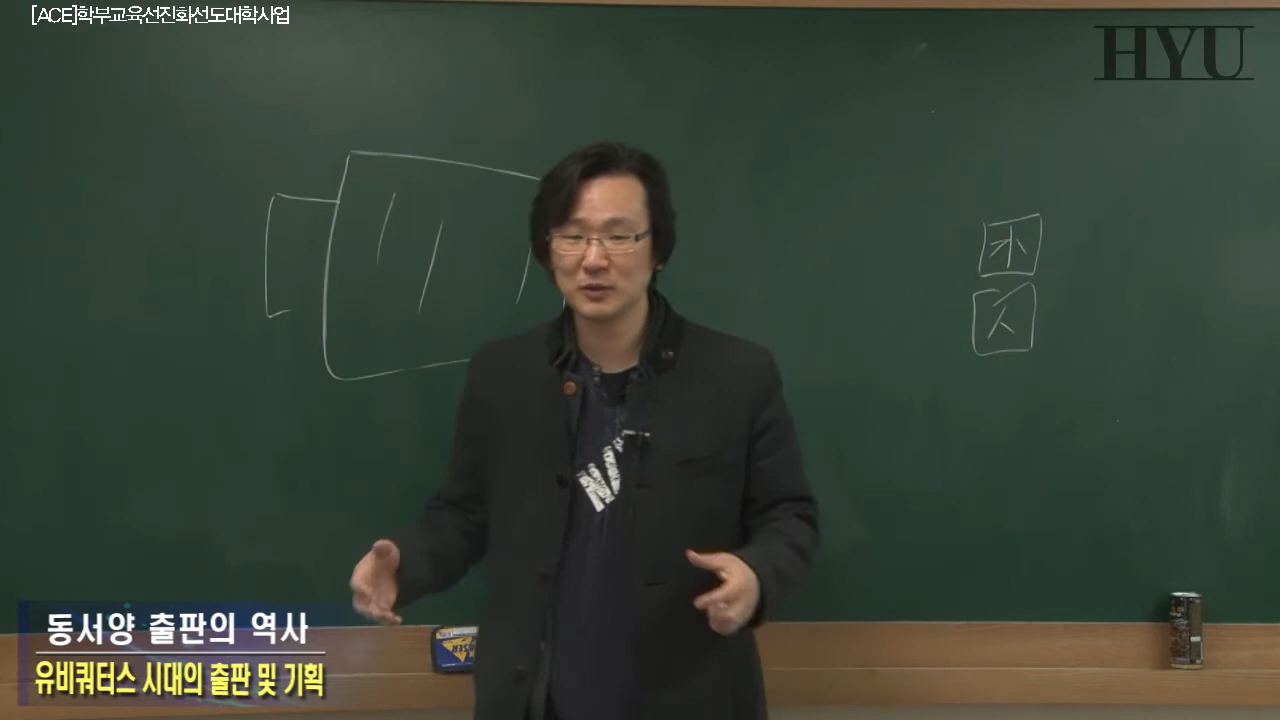 [ACE]학부교육선진화선도대학사업
HYU
困
囚
동서양 출판의 역사
유비쿼터스 시대의 출판 및 기획